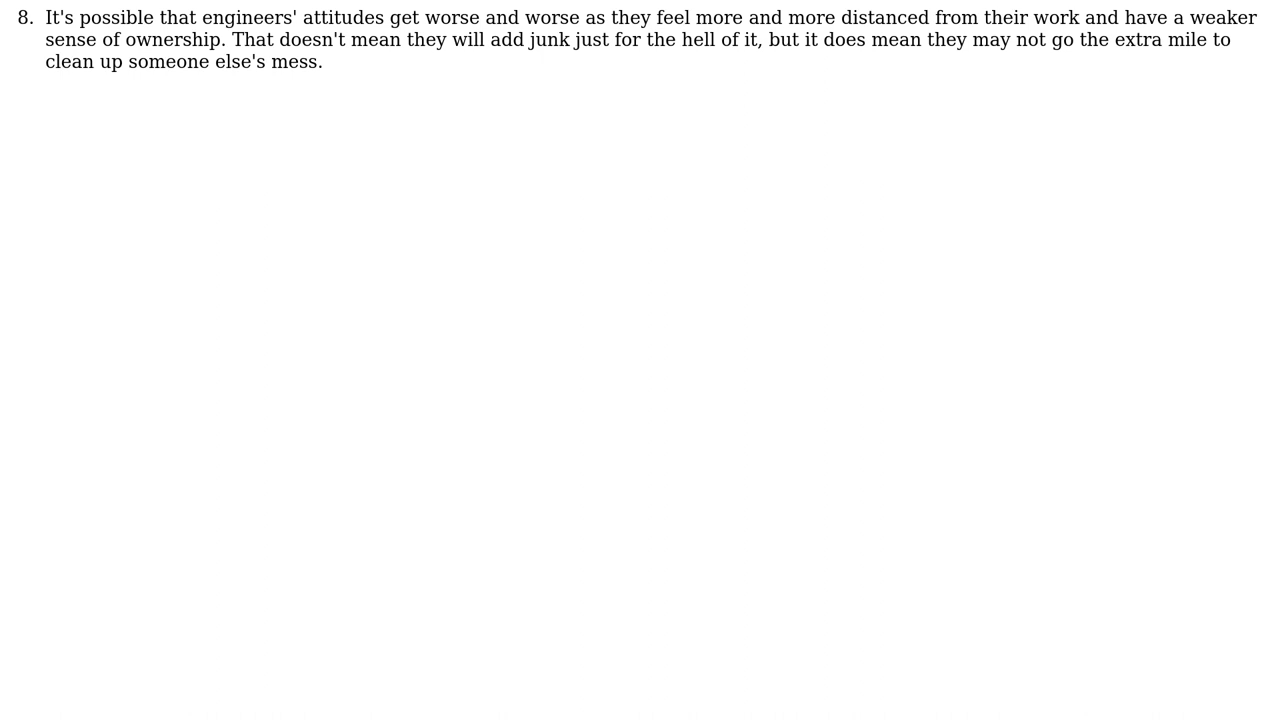 8. It's possible that engineers' attitudes get worse and worse as they feel more and more distanced from their work and have a weaker
sense of ownership. That doesn't mean they will add junk just for the hell of it, but it does mean they may not go the extra mile to
clean up someone else's mess.